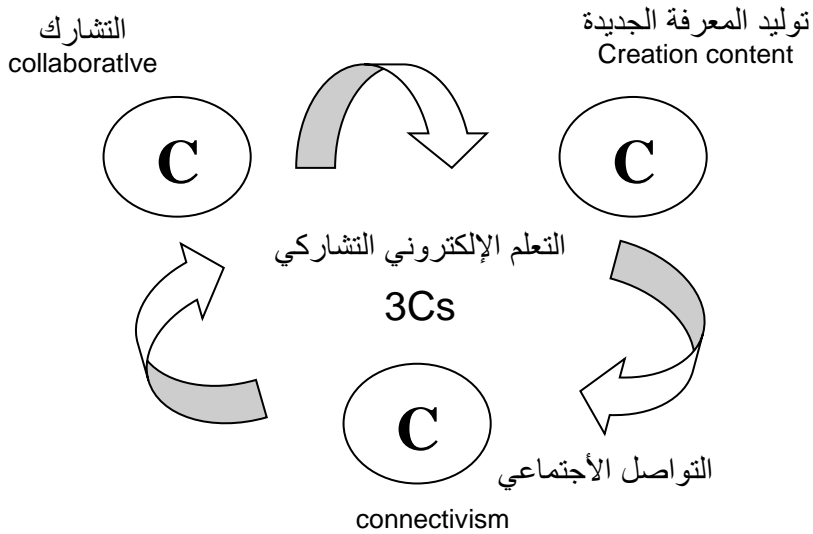 التشارك
collaboratIve
توليد المعرفة الجديدة
Creation content
C
C
التعلم الإلكتروني التشاركي
3Cs
C
التواصل الأجتماعي
connectivism